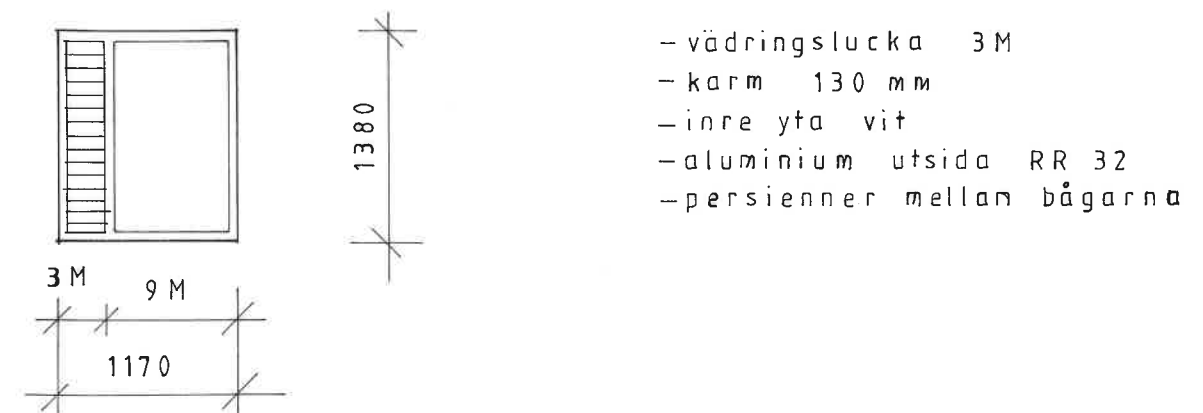 – vädringslucka 3M
– karm 130 mm
– inre yta vit
– aluminium utsida RR 32
– persienner mellan bågarna
1380
3M
9M
1170